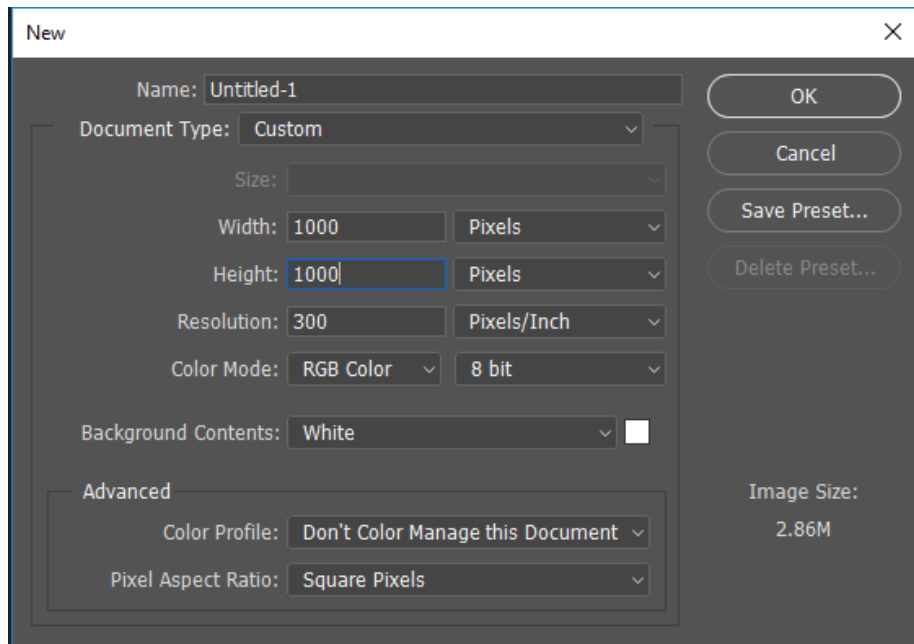 New
Name: Untitled-1
OK
Document Type: Custom
Cancel
Size:
Width: 1000 Pixels
Save Preset...
Height: 1000 Pixels
Delete Preset...
Resolution: 300 Pixels/Inch
Color Mode: RGB Color 8 bit
Background Contents: White
Advanced
Image Size:
Color Profile: Don't Color Manage this Document
2.86M
Pixel Aspect Ratio: Square Pixels